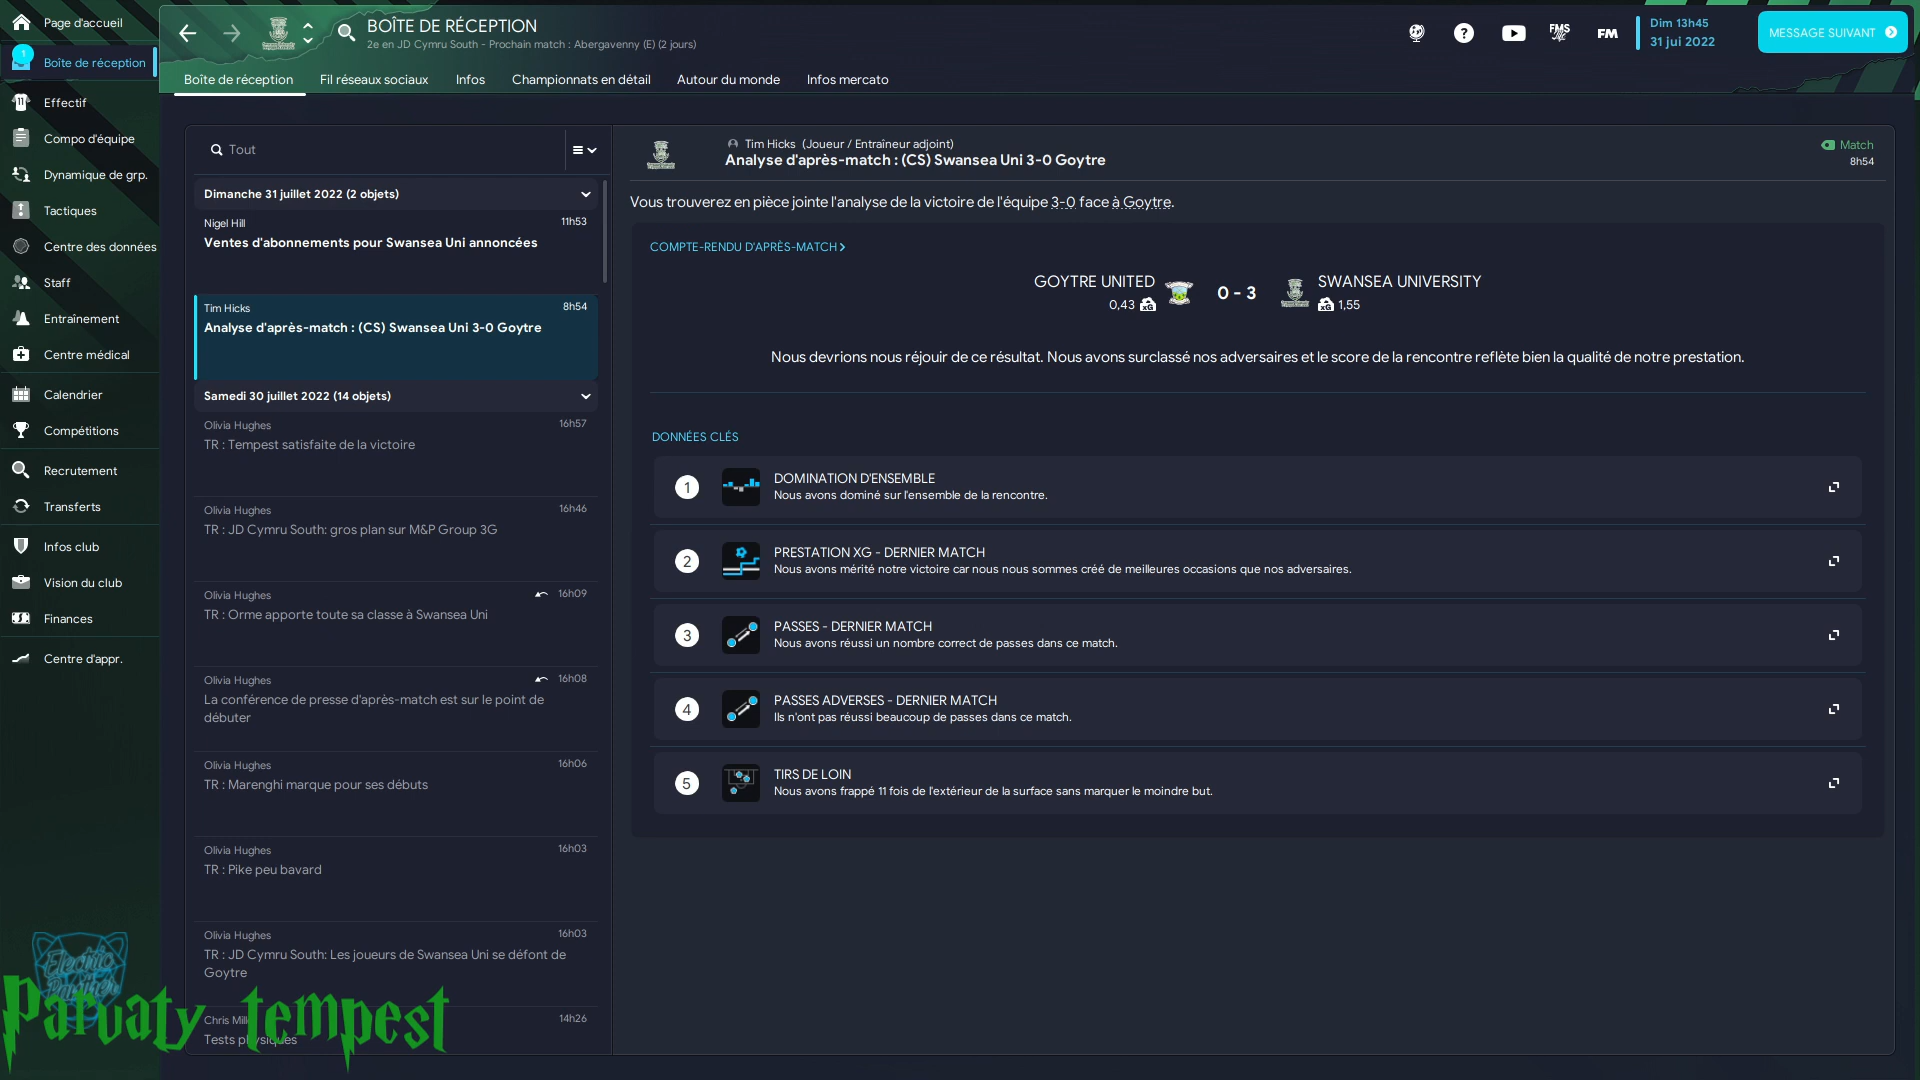 Page d'accueil
1
Boîte de réception
Effectif
Compo d'équipe
Dynamique de grp.
Tactiques
Centre des données
Staff
Entraînement
Centre médical
Calendrier
Compétitions
Recrutement
Transferts
Infos club
Vision du club
Finances
Centre d'appr.
BOÎTE DE RÉCEPTION
2e en JD Cymru South - Prochain match : Abergavenny (E) (2 jours)
FMS
FM
Dim 13h45
31 jui 2022
MESSAGE SUIVANT
Boîte de réception
Fil réseaux sociaux
Infos
Championnats en détail
Autour du monde
Infos mercato
Tout
Dimanche 31 juillet 2022 (2 objets)
Nigel Hill 11h53
Ventes d'abonnements pour Swansea Uni annoncées
Tim Hicks 8h54
Analyse d'après-match : (CS) Swansea Uni 3-0 Goytre
Samedi 30 juillet 2022 (14 objets)
Olivia Hughes 16h57
TR : Tempest satisfaite de la victoire
Olivia Hughes 16h46
TR : JD Cymru South: gros plan sur M&P Group 3G
Olivia Hughes 16h09
TR : Orme apporte toute sa classe à Swansea Uni
Olivia Hughes 16h08
La conférence de presse d'après-match est sur le point de
débuter
Olivia Hughes 16h06
TR : Marenghi marque pour ses débuts
Olivia Hughes 16h03
TR : Pike peu bavard
Olivia Hughes 16h03
TR : JD Cymru South: Les joueurs de Swansea Uni se défont de
Goytre
Chris 14h26
Tests physiques
Electric Panther
Parvaty tempest
Tim Hicks (Joueur / Entraîneur adjoint)
Analyse d'après-match : (CS) Swansea Uni 3-0 Goytre
Match
8h54
Vous trouverez en pièce jointe l'analyse de la victoire de l'équipe 3-0 face à Goytre.
COMPTE-RENDU D'APRÈS-MATCH
GOYTRE UNITED 0 - 3 SWANSEA UNIVERSITY
0,43 xG xG 1,55
Nous devrions nous réjouir de ce résultat. Nous avons surclassé nos adversaires et le score de la rencontre reflète bien la qualité de notre prestation.
DONNÉES CLÉS
1 DOMINATION D'ENSEMBLE
Nous avons dominé sur l'ensemble de la rencontre.
2 PRESTATION XG - DERNIER MATCH
Nous avons mérité notre victoire car nous nous sommes créé de meilleures occasions que nos adversaires.
3 PASSES - DERNIER MATCH
Nous avons réussi un nombre correct de passes dans ce match.
4 PASSES ADVERSES - DERNIER MATCH
Ils n'ont pas réussi beaucoup de passes dans ce match.
5 TIRS DE LOIN
Nous avons frappé 11 fois de l'extérieur de la surface sans marquer le moindre but.